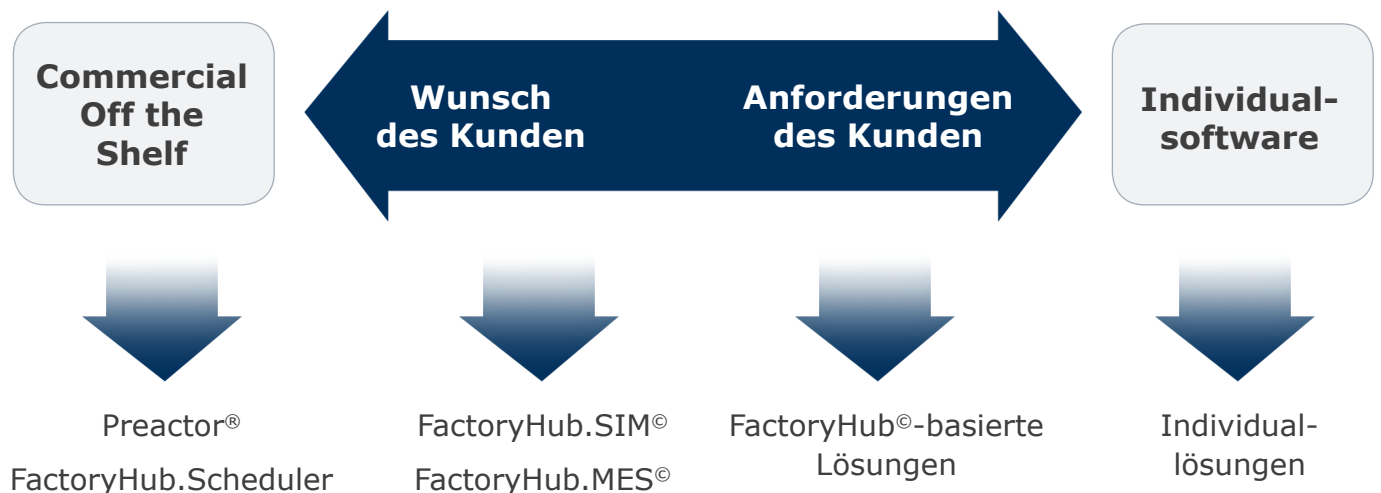 Commercial
Off the
Shelf
Wunsch
des Kunden
Anforderungen
des Kunden
Individual-
software
Preactor®
FactoryHub.Scheduler
FactoryHub.SIM©
FactoryHub.MES©
FactoryHub©-basierte
Lösungen
Individual-
lösungen